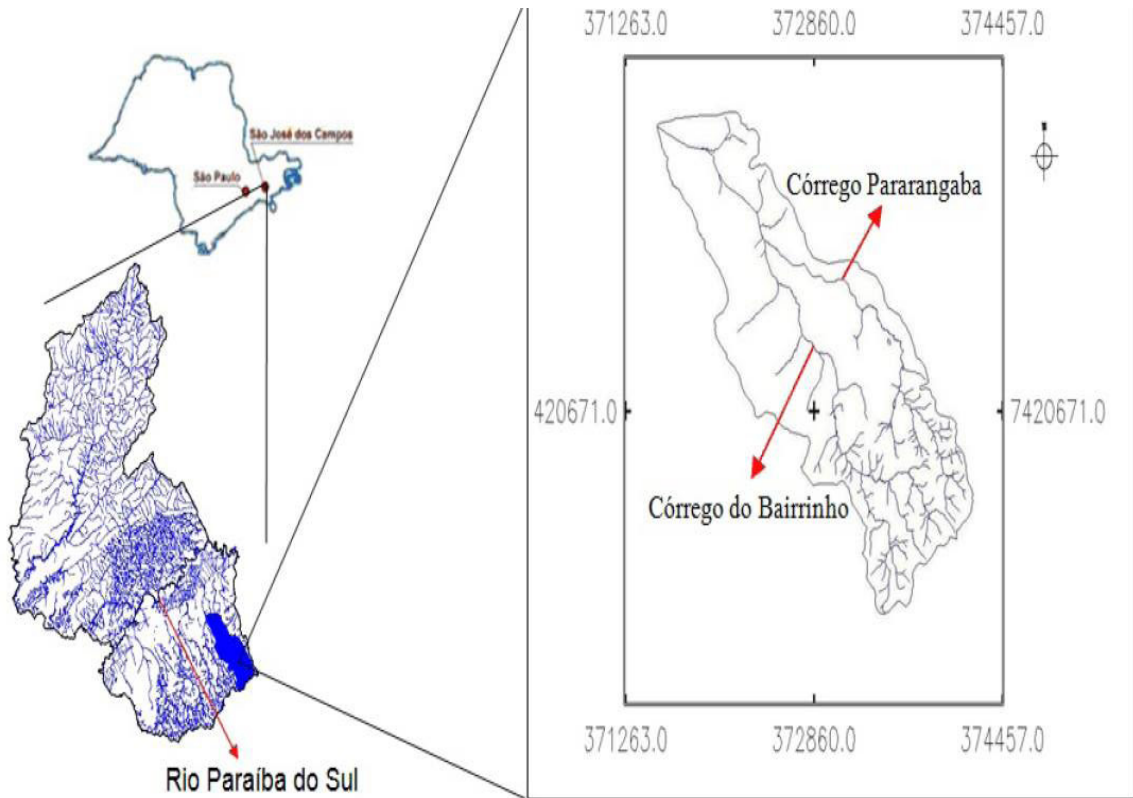 São José dos Campos
São Paulo
Rio Paraíba do Sul
371263.0 372860.0 374457.0
Córrego Pararangaba
420671.0 7420671.0
Córrego do Bairrinho
371263.0 372860.0 374457.0